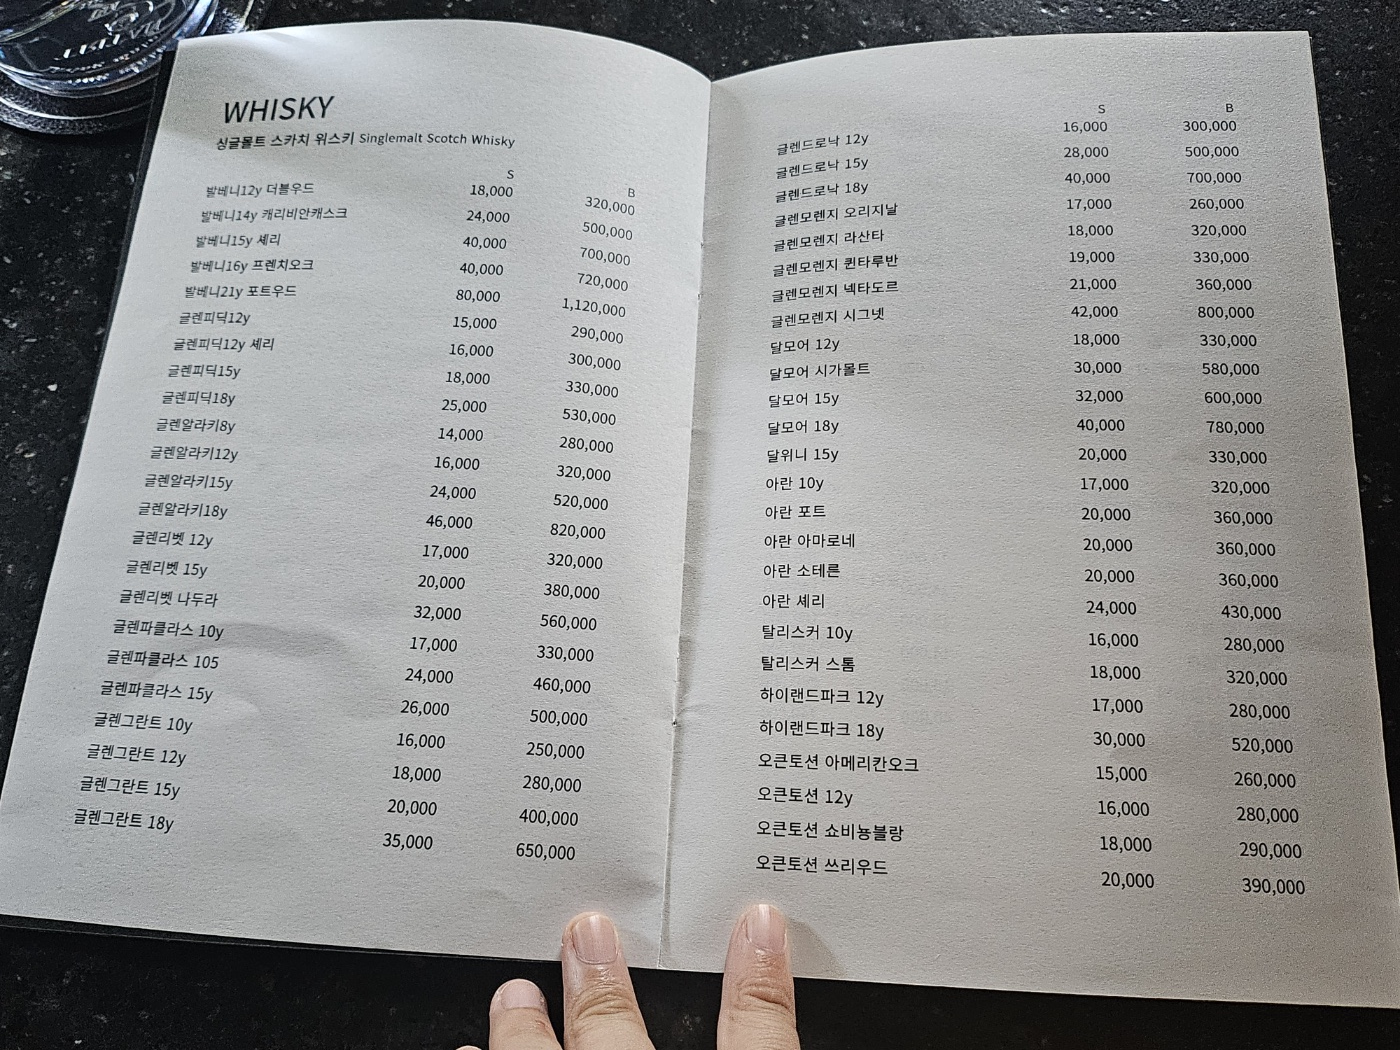 WHISKY
싱글몰트 스카치 위스키 Singlemalt Scotch Whisky
S B
발베니12y 더블우드 18,000 320,000
발베니14y 캐리비안캐스크 24,000 500,000
발베니15y 셰리 40,000 700,000
발베니16y 프렌치오크 40,000 720,000
발베니21y 포트우드 80,000 1,120,000
글렌피딕12y 15,000 290,000
글렌피딕12y 셰리 16,000 300,000
글렌피딕15y 18,000 330,000
글렌피딕18y 25,000 530,000
글렌알라키8y 14,000 280,000
글렌알라키12y 16,000 320,000
글렌알라키15y 24,000 520,000
글렌알라키18y 46,000 820,000
글렌리벳 12y 17,000 320,000
글렌리벳 15y 20,000 380,000
글렌리벳 나두라 32,000 560,000
글렌파클라스 10y 17,000 330,000
글렌파클라스 105 24,000 460,000
글렌파클라스 15y 26,000 500,000
글렌그란트 10y 16,000 250,000
글렌그란트 12y 18,000 280,000
글렌그란트 15y 20,000 400,000
글렌그란트 18y 35,000 650,000
S B
글렌드로낙 12y 16,000 300,000
글렌드로낙 15y 28,000 500,000
글렌드로낙 18y 40,000 700,000
글렌모렌지 오리지날 17,000 260,000
글렌모렌지 라산타 18,000 320,000
글렌모렌지 퀸타루반 19,000 330,000
글렌모렌지 넥타도르 21,000 360,000
글렌모렌지 시그넷 42,000 800,000
달모어 12y 18,000 330,000
달모어 시가몰트 30,000 580,000
달모어 15y 32,000 600,000
달모어 18y 40,000 780,000
달위니 15y 20,000 330,000
아란 10y 17,000 320,000
아란 포트 20,000 360,000
아란 아마로네 20,000 360,000
아란 소테른 20,000 360,000
아란 셰리 24,000 430,000
탈리스커 10y 16,000 280,000
탈리스커 스톰 18,000 320,000
하이랜드파크 12y 17,000 280,000
하이랜드파크 18y 30,000 520,000
오큰토션 아메리칸오크 15,000 260,000
오큰토션 12y 16,000 280,000
오큰토션 쇼비뇽블랑 18,000 290,000
오큰토션 쓰리우드 20,000 390,000